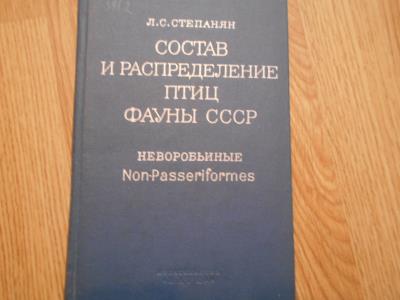 Л.С.СТЕПАНЯН
СОСТАВ
И РАСПРЕДЕЛЕНИЕ
ПТИЦ
ФАУНЫ СССР
НЕВОРОБЬИНЫЕ
Non-Passeriformes